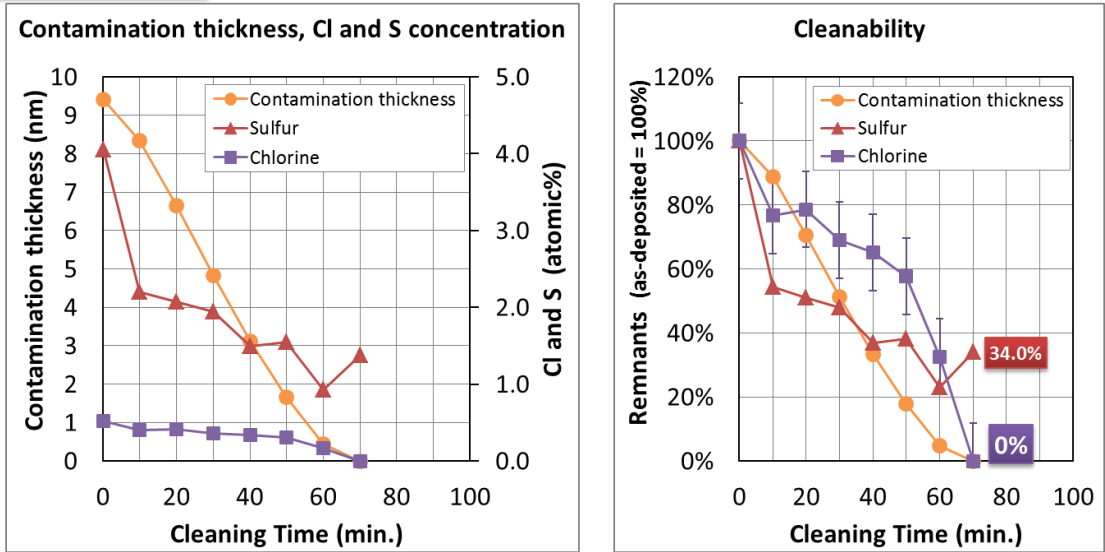 Contamination thickness, Cl and S concentration
Contamination thickness (nm)
10
9
8
7
6
5
4
3
2
1
0
Contamination thickness
Sulfur
Chlorine
5.0
4.0
3.0
2.0
1.0
0.0
Cl and S (atomic%)
0 20 40 60 80 100
Cleaning Time (min.)
Cleanability
Remnants (as-deposited = 100%)
120%
100%
80%
60%
40%
20%
0%
Contamination thickness
Sulfur
Chlorine
34.0%
0%
0 20 40 60 80 100
Cleaning Time (min.)